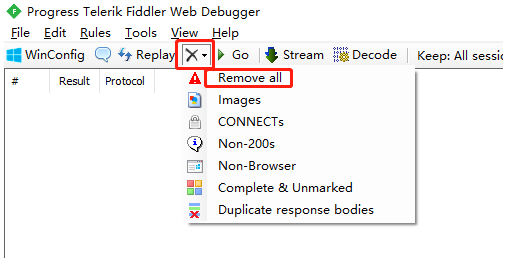 Progress Telerik Fiddler Web Debugger
File Edit Rules Tools View Help
WinConfig Replay Go Stream Decode Keep: All sessi
# Result Protocol
Remove all
Images
CONNECTs
Non-200s
Non-Browser
Complete & Unmarked
Duplicate response bodies